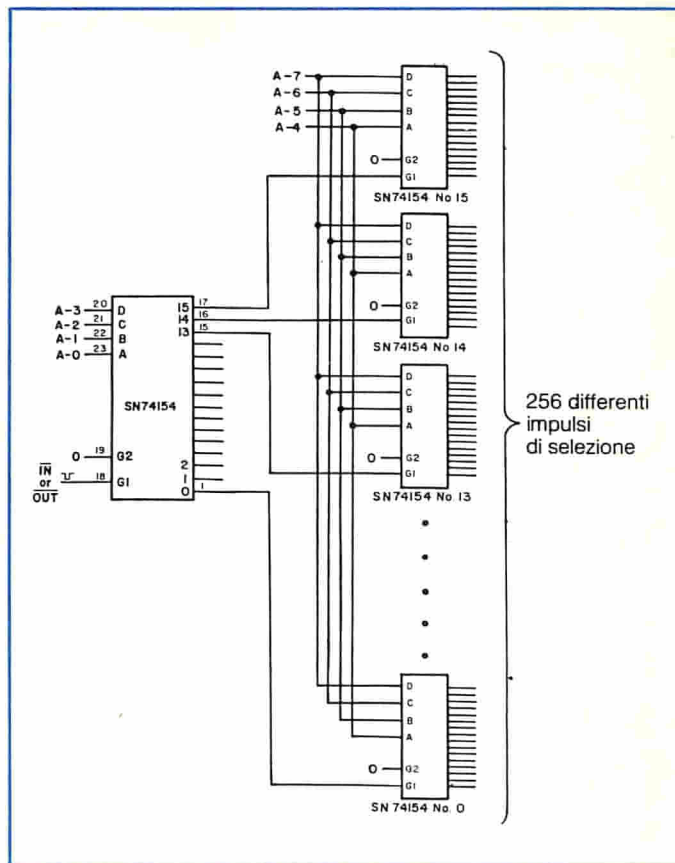 A-7
A-6
A-5
A-4
D
C
B
A
0 G2
G1
SN74154 No 15
D
C
B
A
0 G2
G1
SN74154 No 14
D
C
B
A
0 G2
G1
SN74154 No. 13
A-3 20 D
A-2 21 C
A-1 22 B
A-0 23 A
SN74154
0 19 G2
IN
or
OUT
18 G1
15 17
14 16
13 15
2
1
0 1
D
C
B
A
0 G2
G1
SN 74154 No. 0
256 differenti
impulsi
di selezione